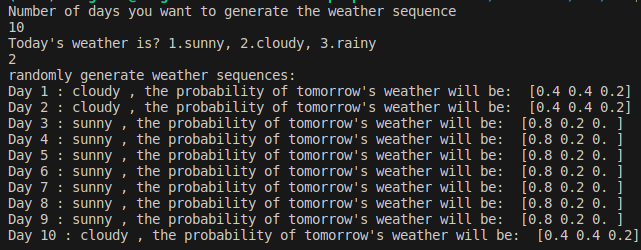 Number of days you want to generate the weather sequence
10
Today's weather is? 1.sunny, 2.cloudy, 3.rainy
2
randomly generate weather sequences:
Day 1 : cloudy , the probability of tomorrow's weather will be:  [0.4 0.4 0.2]
Day 2 : cloudy , the probability of tomorrow's weather will be:  [0.4 0.4 0.2]
Day 3 : sunny , the probability of tomorrow's weather will be:  [0.8 0.2 0. ]
Day 4 : sunny , the probability of tomorrow's weather will be:  [0.8 0.2 0. ]
Day 5 : sunny , the probability of tomorrow's weather will be:  [0.8 0.2 0. ]
Day 6 : sunny , the probability of tomorrow's weather will be:  [0.8 0.2 0. ]
Day 7 : sunny , the probability of tomorrow's weather will be:  [0.8 0.2 0. ]
Day 8 : sunny , the probability of tomorrow's weather will be:  [0.8 0.2 0. ]
Day 9 : sunny , the probability of tomorrow's weather will be:  [0.8 0.2 0. ]
Day 10 : cloudy , the probability of tomorrow's weather will be:  [0.4 0.4 0.2]